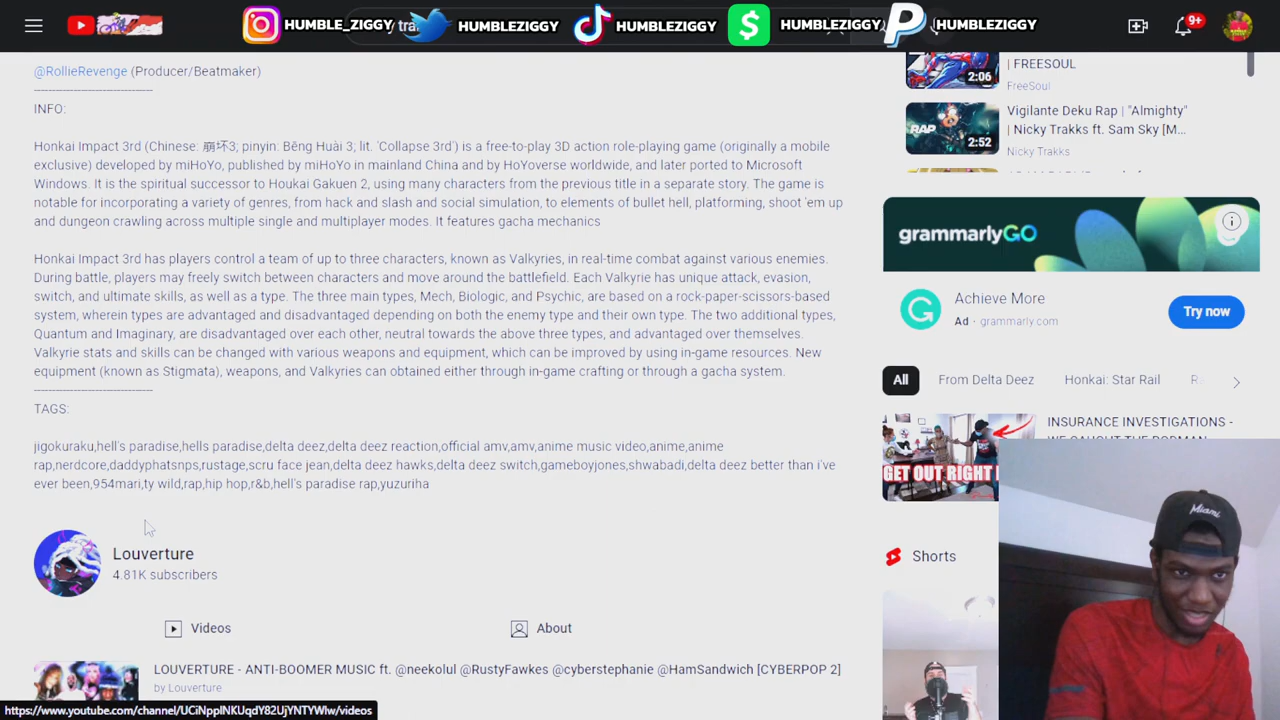 HUMBLE_ZIGGY
HUMBLEZIGGY
HUMBLEZIGGY
HUMBLEZIGGY
HUMBLEZIGGY
tra
9+
@RollieRevenge (Producer/Beatmaker)
--------------------------------------
INFO:
Honkai Impact 3rd (Chinese: 崩坏3; pinyin: Bēng Huài 3; lit. 'Collapse 3rd') is a free-to-play 3D action role-playing game (originally a mobile
exclusive) developed by miHoYo, published by miHoYo in mainland China and by HoYoverse worldwide, and later ported to Microsoft
Windows. It is the spiritual successor to Houkai Gakuen 2, using many characters from the previous title in a separate story. The game is
notable for incorporating a variety of genres, from hack and slash and social simulation, to elements of bullet hell, platforming, shoot 'em up
and dungeon crawling across multiple single and multiplayer modes. It features gacha mechanics
Honkai Impact 3rd has players control a team of up to three characters, known as Valkyries, in real-time combat against various enemies.
During battle, players may freely switch between characters and move around the battlefield. Each Valkyrie has unique attack, evasion,
switch, and ultimate skills, as well as a type. The three main types, Mech, Biologic, and Psychic, are based on a rock-paper-scissors-based
system, wherein types are advantaged and disadvantaged depending on both the enemy type and their own type. The two additional types,
Quantum and Imaginary, are disadvantaged to each other, neutral towards the above three types, and advantaged over themselves.
Valkyrie stats and skills can be changed with various weapons and equipment, which can be improved by using in-game resources. New
equipment (known as Stigmata), weapons, and Valkyries can obtained either through in-game crafting or through a gacha system.
--------------------------------------
TAGS:
jigokuraku,hell's paradise,hells paradise,delta deez,delta deez reaction,official amv,amv,anime music video,anime,anime
rap,nerdcore,daddyphatsnps,rustage,scru face jean,delta deez hawks,delta deez switch,gameboyjones,shwabadi,delta deez better than i've
ever been,954mari,ty wild,rap,hip hop,r&b,hell's paradise rap,yuzuriha
Louverture
4.81K subscribers
Videos
About
LOUVERTURE - ANTI-BOOMER MUSIC ft. @neekolul @RustyFawkes @cyberstephanie @HamSandwich [CYBERPOP 2]
by Louverture
https://www.youtube.com/channel/UCiNppINKUqdY82UjYNTYWlw/videos
2:06
| FREESOUL
FreeSoul
RAP
2:52
Vigilante Deku Rap | "Almighty"
| Nicky Trakks ft. Sam Sky [M...
Nicky Trakks
grammarlyGO
Achieve More
Ad · grammarly.com
Try now
All
From Delta Deez
Honkai: Star Rail
GET OUT RIGHT
INSURANCE INVESTIGATIONS -
Shorts
Miami